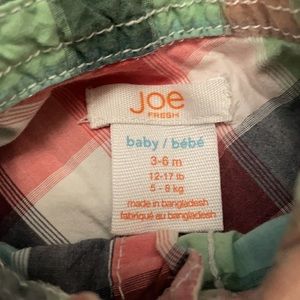 Joe
FRESH
baby / bébé
3-6 m
12-17 lb
5 - 8 kg
made in bangladesh
fabriqué au bangladesh